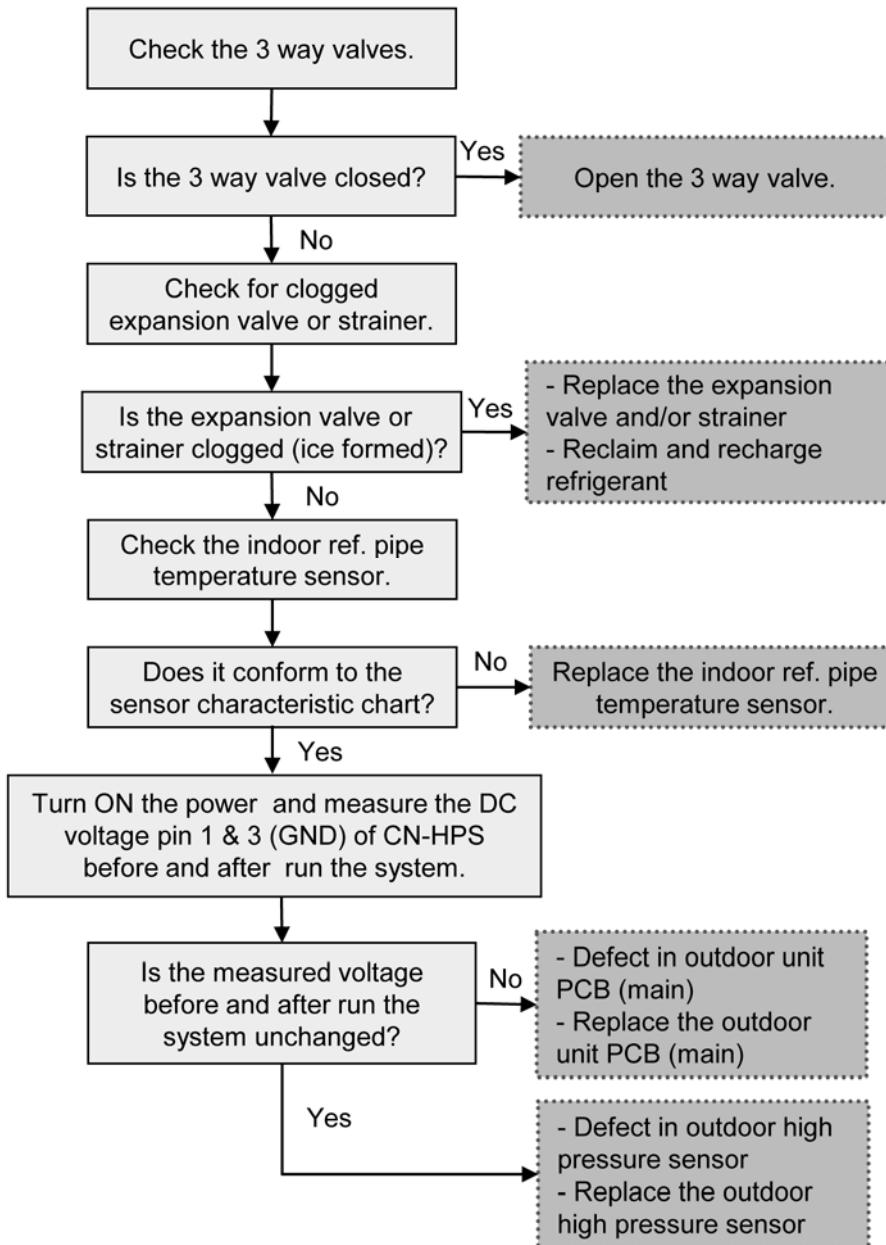 Check the 3 way valves.
Is the 3 way valve closed?
Yes
Open the 3 way valve.
No
Check for clogged
expansion valve or strainer.
Is the expansion valve or
strainer clogged (ice formed)?
Yes
- Replace the expansion
valve and/or strainer
- Reclaim and recharge
refrigerant
No
Check the indoor ref. pipe
temperature sensor.
Does it conform to the
sensor characteristic chart?
No
Replace the indoor ref. pipe
temperature sensor.
Yes
Turn ON the power and measure the DC
voltage pin 1 & 3 (GND) of CN-HPS
before and after run the system.
Is the measured voltage
before and after run the
system unchanged?
No
- Defect in outdoor unit
PCB (main)
- Replace the outdoor
unit PCB (main)
Yes
- Defect in outdoor high
pressure sensor
- Replace the outdoor
high pressure sensor